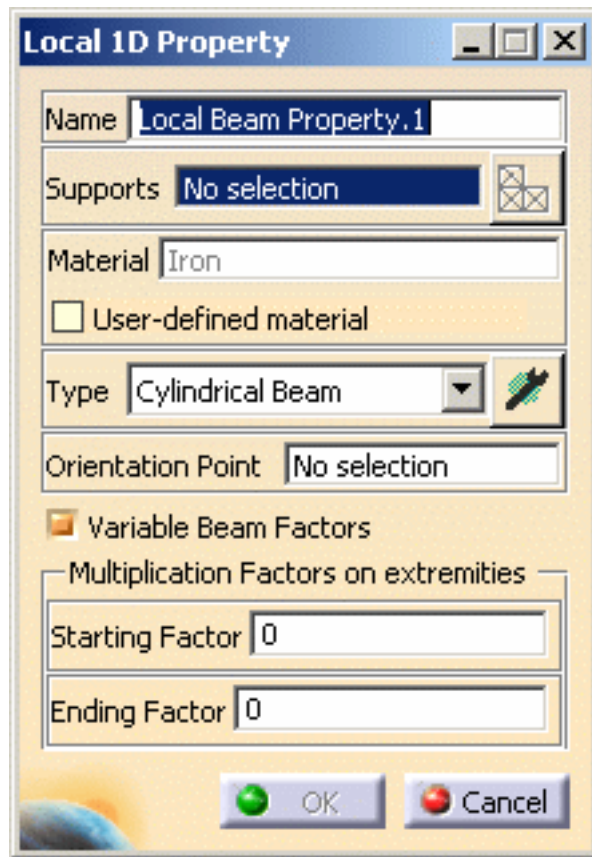 Local 1D Property
Name Local Beam Property.1
Supports No selection
Material Iron
User-defined material
Type Cylindrical Beam
Orientation Point No selection
Variable Beam Factors
Multiplication Factors on extremities
Starting Factor 0
Ending Factor 0
OK Cancel